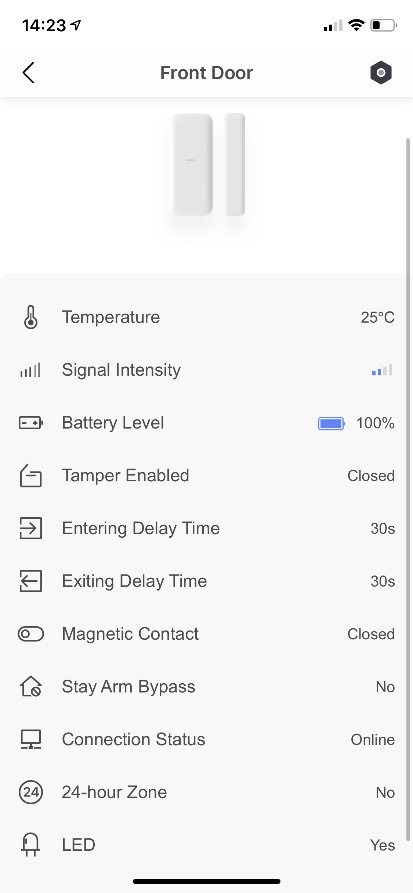 14:23
Front Door
Temperature 25°C
Signal Intensity
Battery Level 100%
Tamper Enabled Closed
Entering Delay Time 30s
Exiting Delay Time 30s
Magnetic Contact Closed
Stay Arm Bypass No
Connection Status Online
24 24-hour Zone No
LED Yes